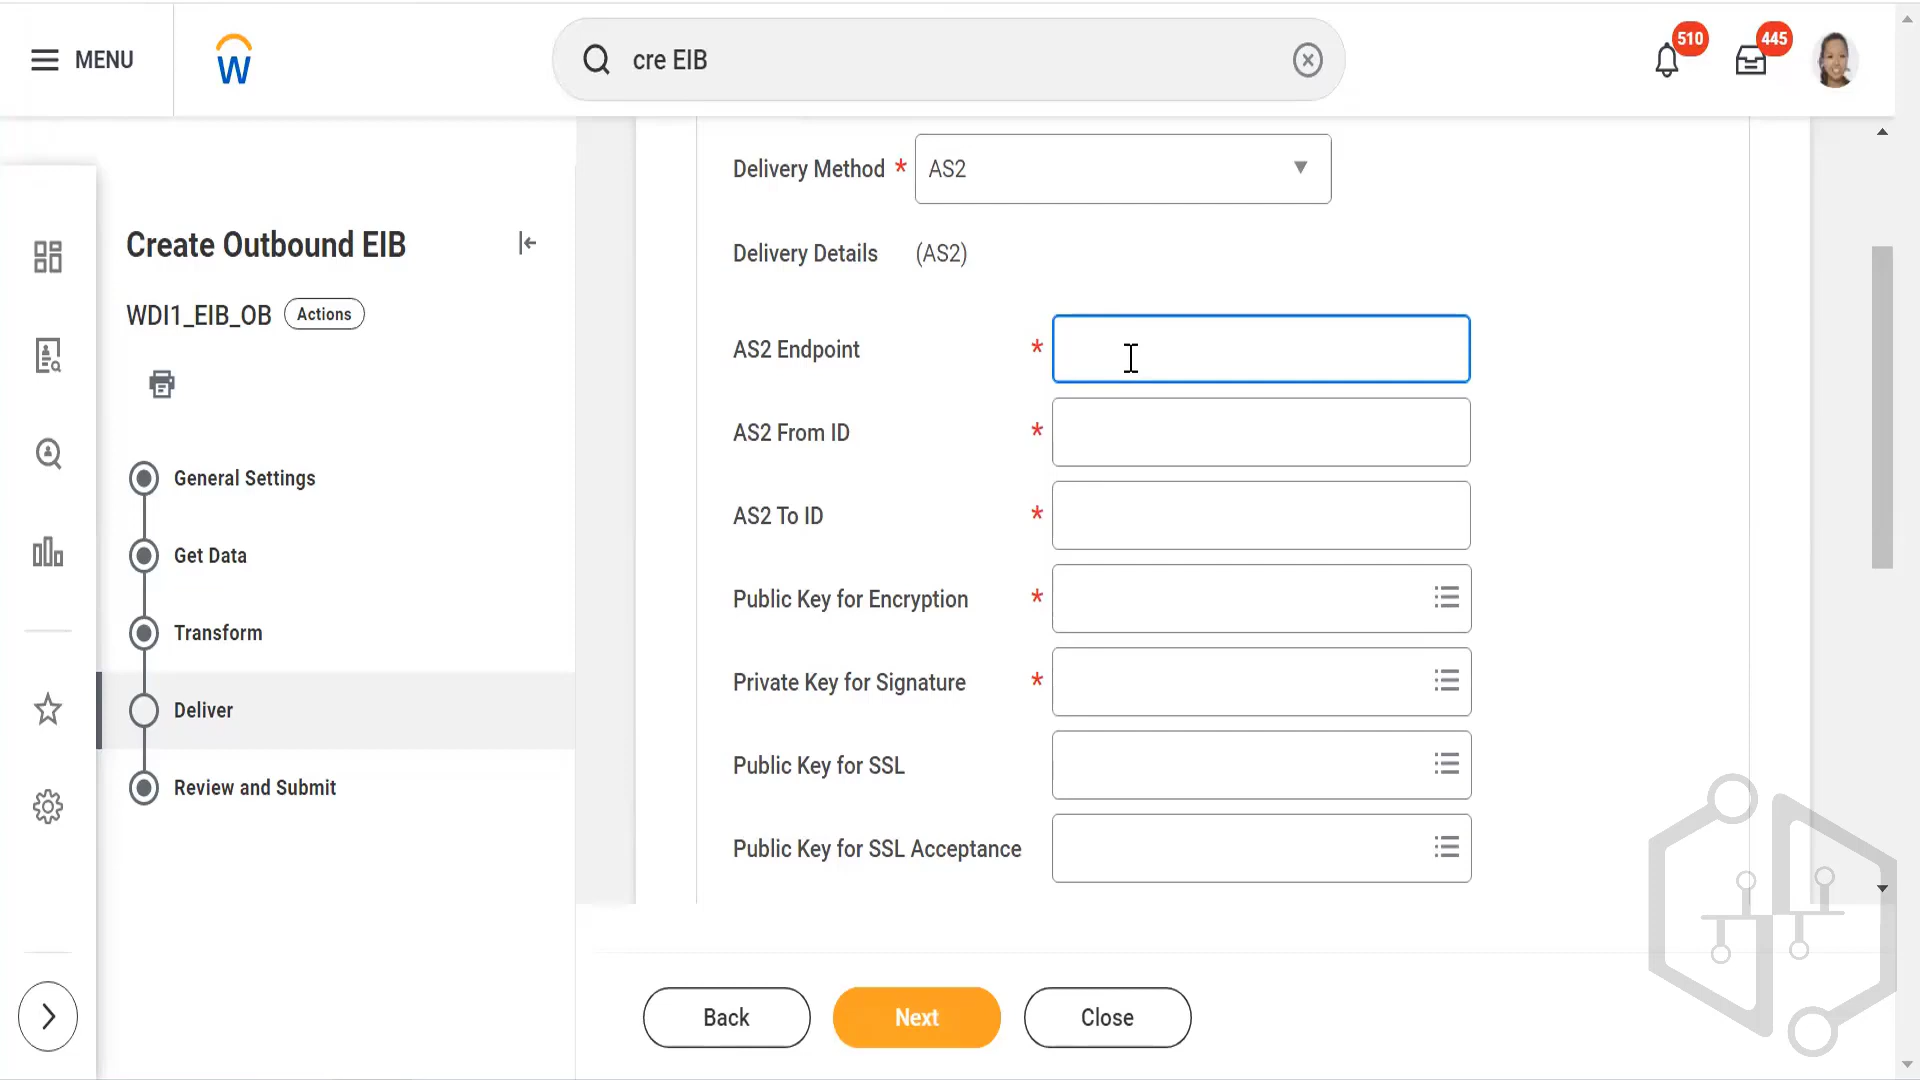 MENU
W
cre EIB
510
445
Create Outbound EIB
WDI1_EIB_OB
Actions
General Settings
Get Data
Transform
Deliver
Review and Submit
Delivery Method * AS2
Delivery Details (AS2)
AS2 Endpoint *
AS2 From ID *
AS2 To ID *
Public Key for Encryption *
Private Key for Signature *
Public Key for SSL
Public Key for SSL Acceptance
Back
Next
Close